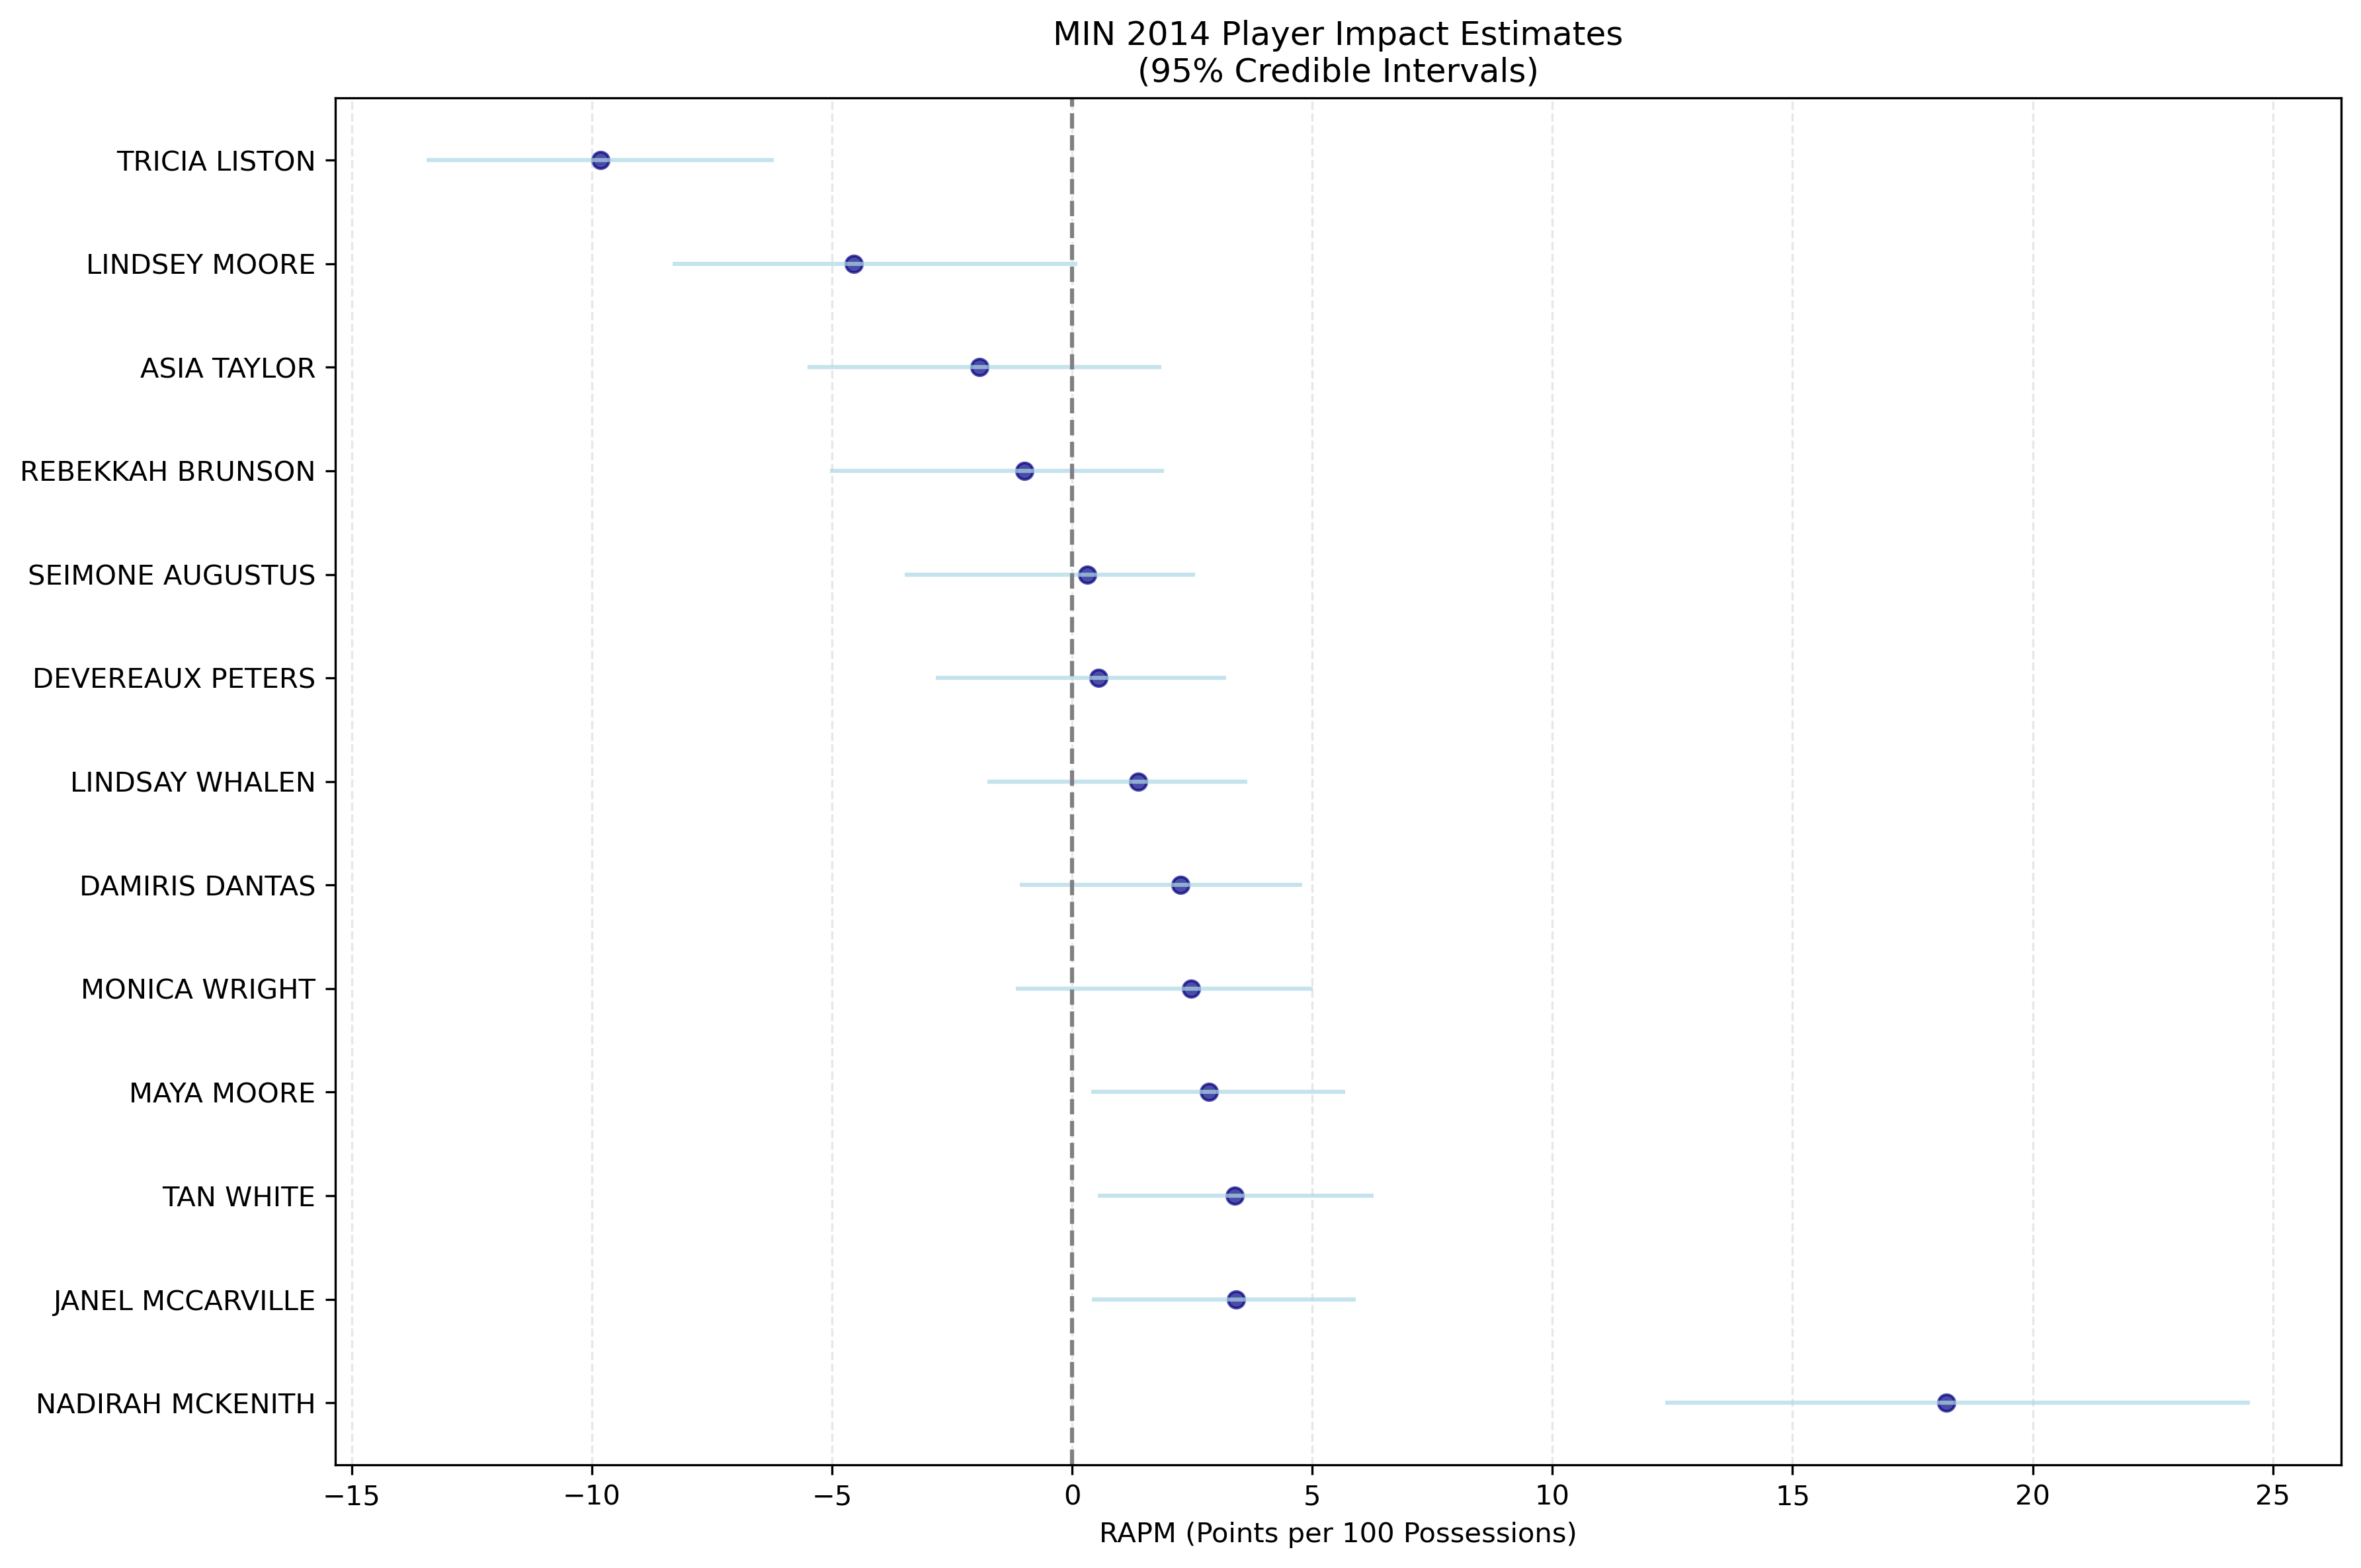 MIN 2014 Player Impact Estimates
(95% Credible Intervals)
TRICIA LISTON
LINDSEY MOORE
ASIA TAYLOR
REBEKKAH BRUNSON
SEIMONE AUGUSTUS
DEVEREAUX PETERS
LINDSAY WHALEN
DAMIRIS DANTAS
MONICA WRIGHT
MAYA MOORE
TAN WHITE
JANEL MCCARVILLE
NADIRAH MCKENITH
−15 −10 −5 0 5 10 15 20 25
RAPM (Points per 100 Possessions)